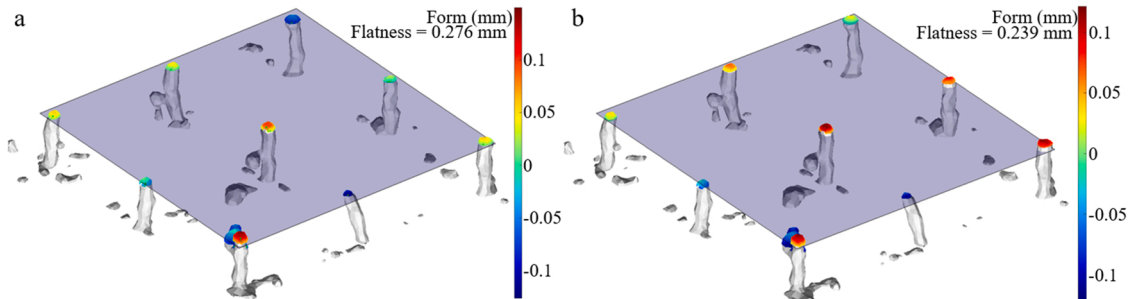 a
Form (mm)
Flatness = 0.276 mm
0.1
0.05
0
-0.05
-0.1
b
Form (mm)
Flatness = 0.239 mm
0.1
0.05
0
-0.05
-0.1